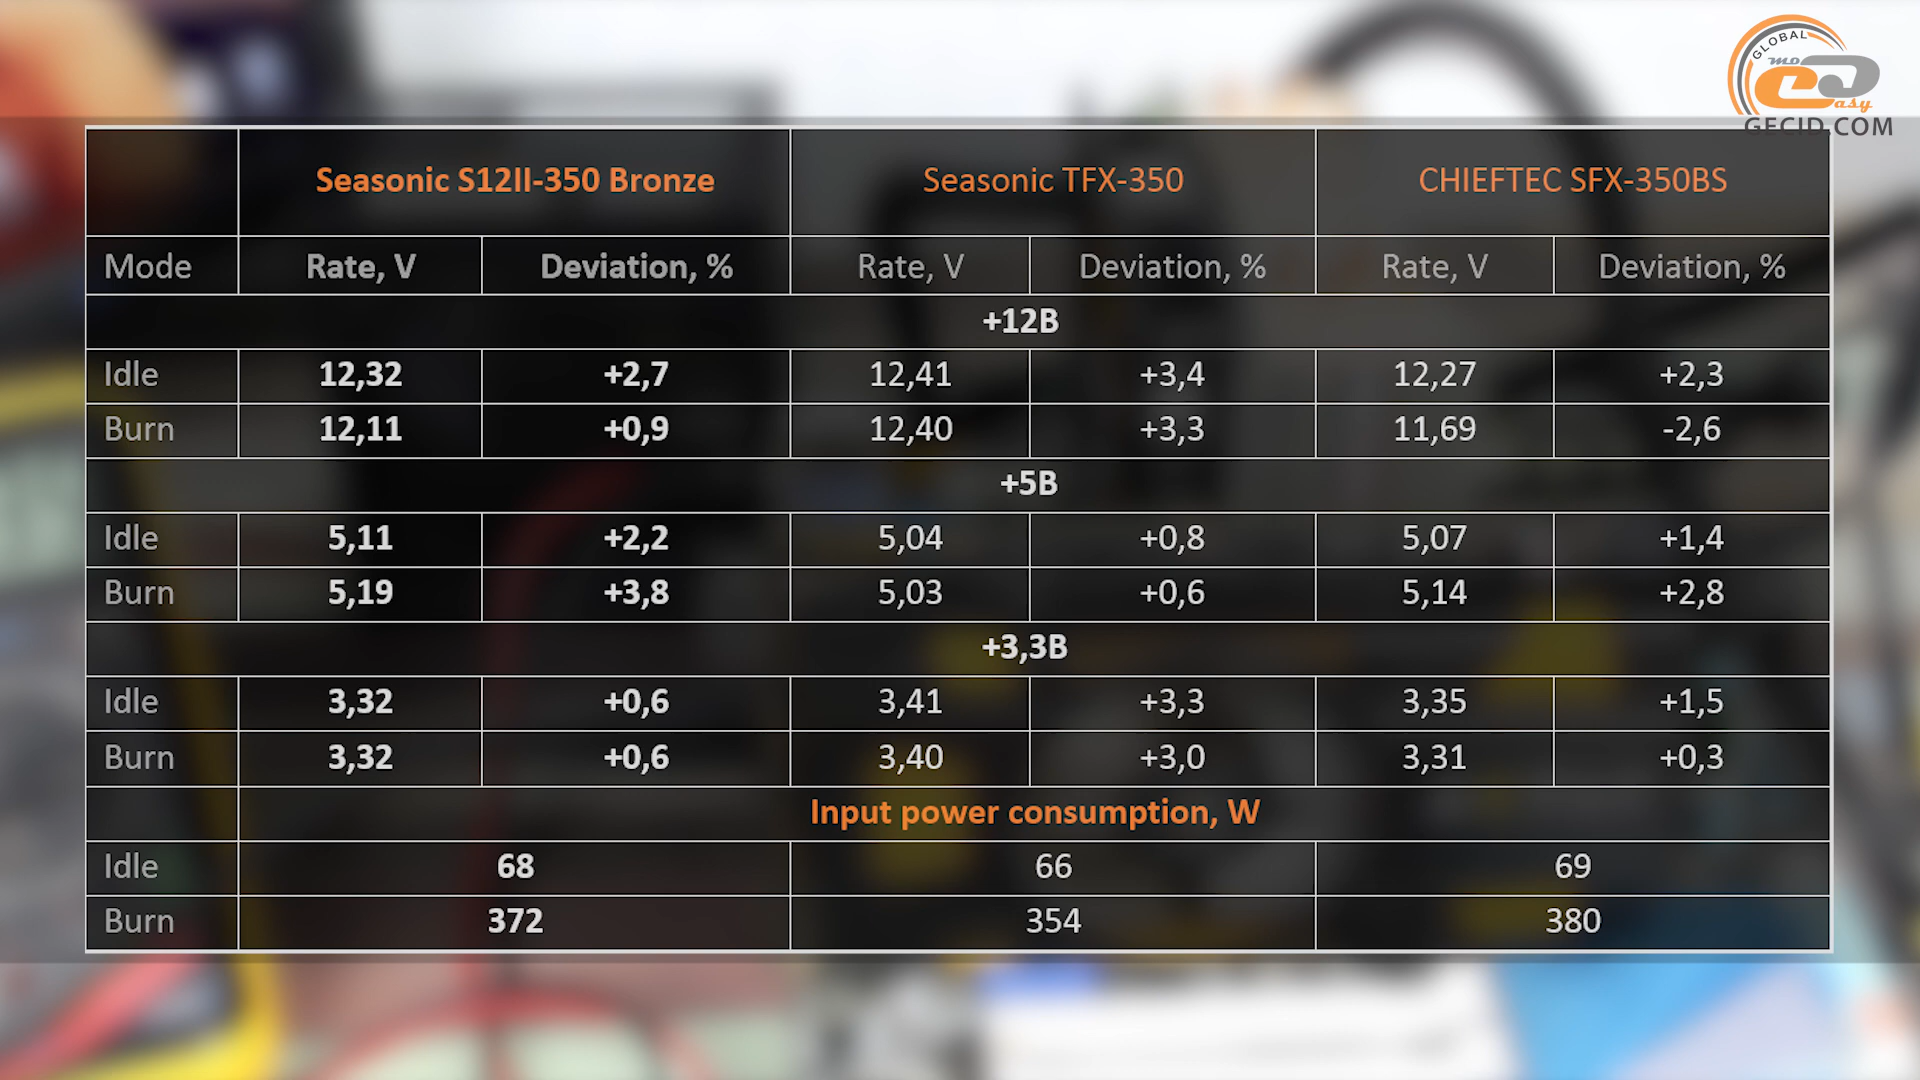 GLOBAL
mo
easy
GECID.COM
Seasonic S12II-350 Bronze Seasonic TFX-350 CHIEFTEC SFX-350BS
Mode Rate, V Deviation, % Rate, V Deviation, % Rate, V Deviation, %
+12B
Idle 12,32 +2,7 12,41 +3,4 12,27 +2,3
Burn 12,11 +0,9 12,40 +3,3 11,69 -2,6
+5B
Idle 5,11 +2,2 5,04 +0,8 5,07 +1,4
Burn 5,19 +3,8 5,03 +0,6 5,14 +2,8
+3,3B
Idle 3,32 +0,6 3,41 +3,3 3,35 +1,5
Burn 3,32 +0,6 3,40 +3,0 3,31 +0,3
Input power consumption, W
Idle 68 66 69
Burn 372 354 380